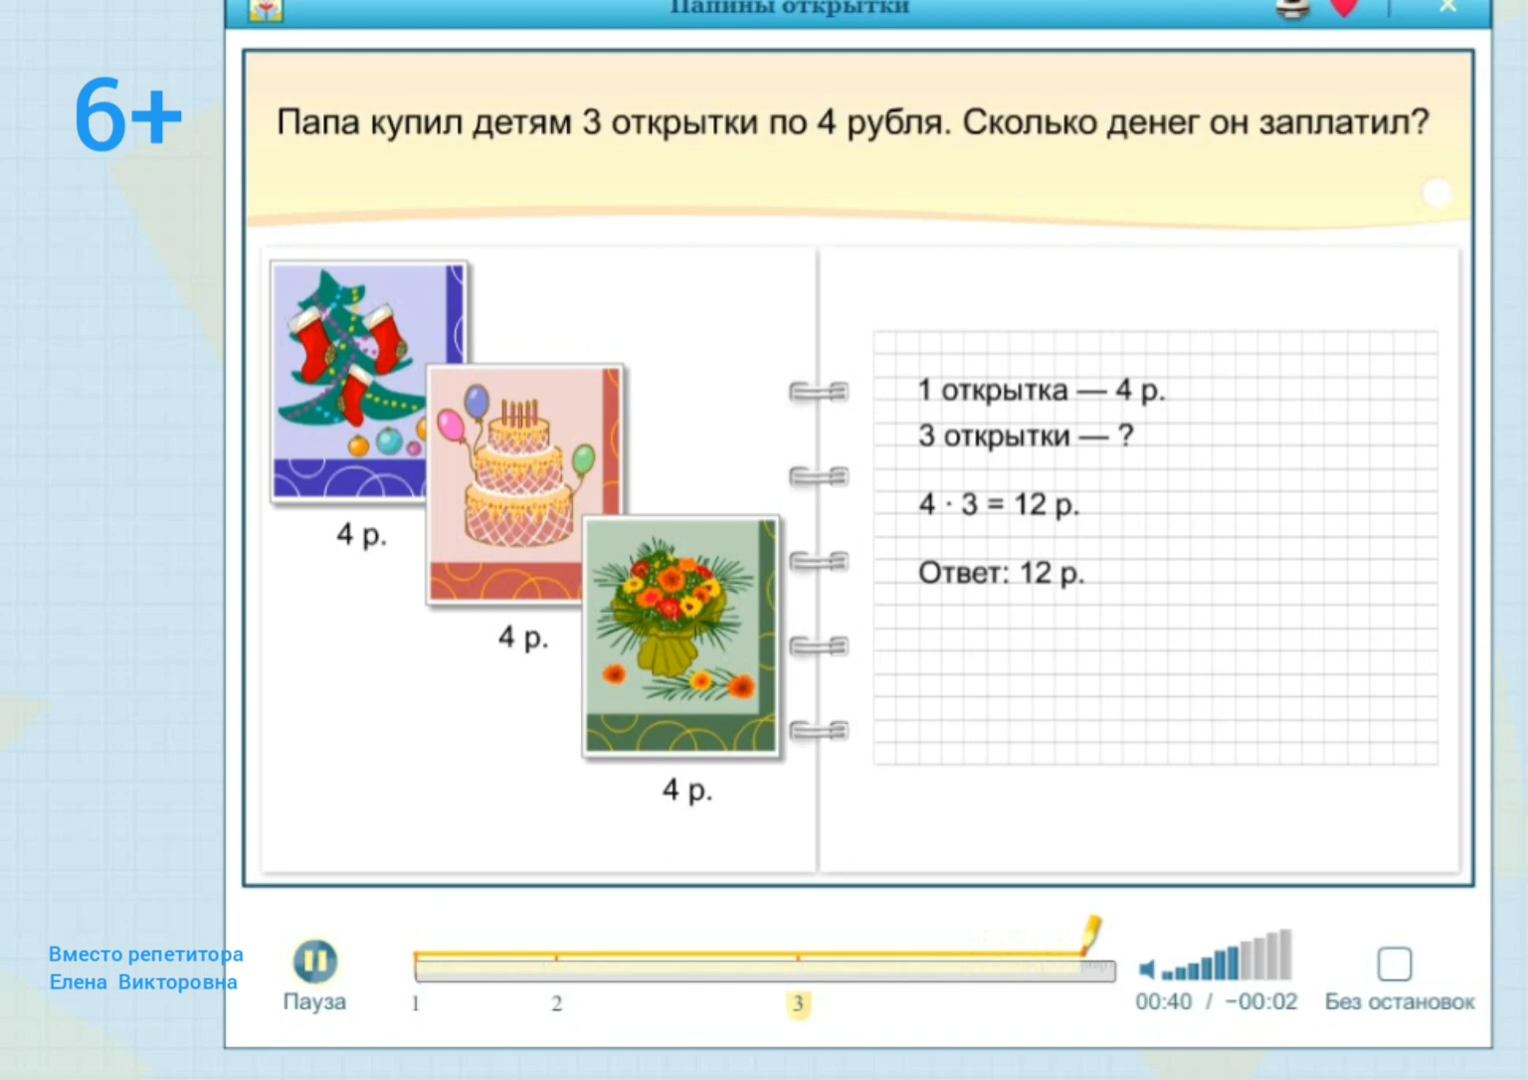 Папины открытки
6+
Папа купил детям 3 открытки по 4 рубля. Сколько денег он заплатил?
4 р.
4 р.
4 р.
1 открытка — 4 р.
3 открытки — ?
4 · 3 = 12 р.
Ответ: 12 р.
Вместо репетитора
Елена Викторовна
Пауза
1 2 3
00:40 / −00:02
Без остановок